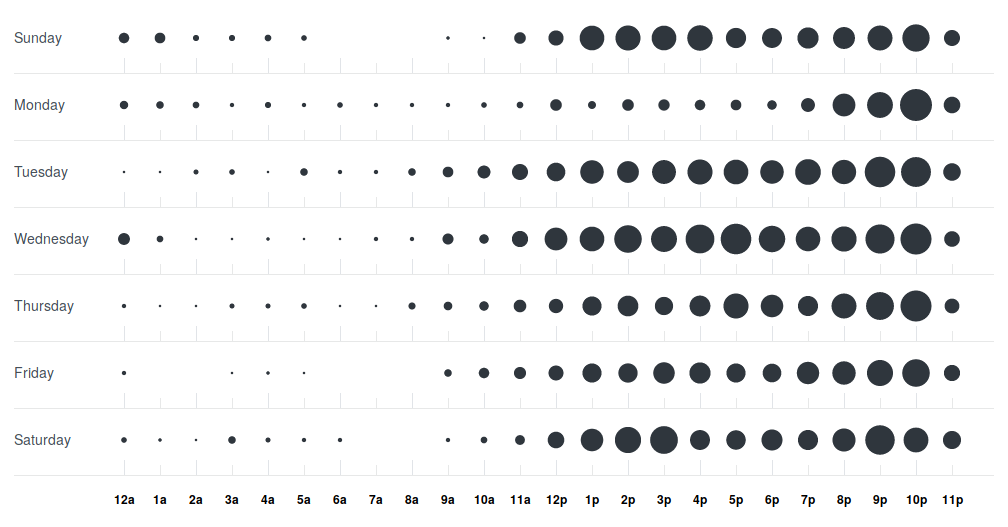 Sunday
Monday
Tuesday
Wednesday
Thursday
Friday
Saturday
12a 1a 2a 3a 4a 5a 6a 7a 8a 9a 10a 11a 12p 1p 2p 3p 4p 5p 6p 7p 8p 9p 10p 11p